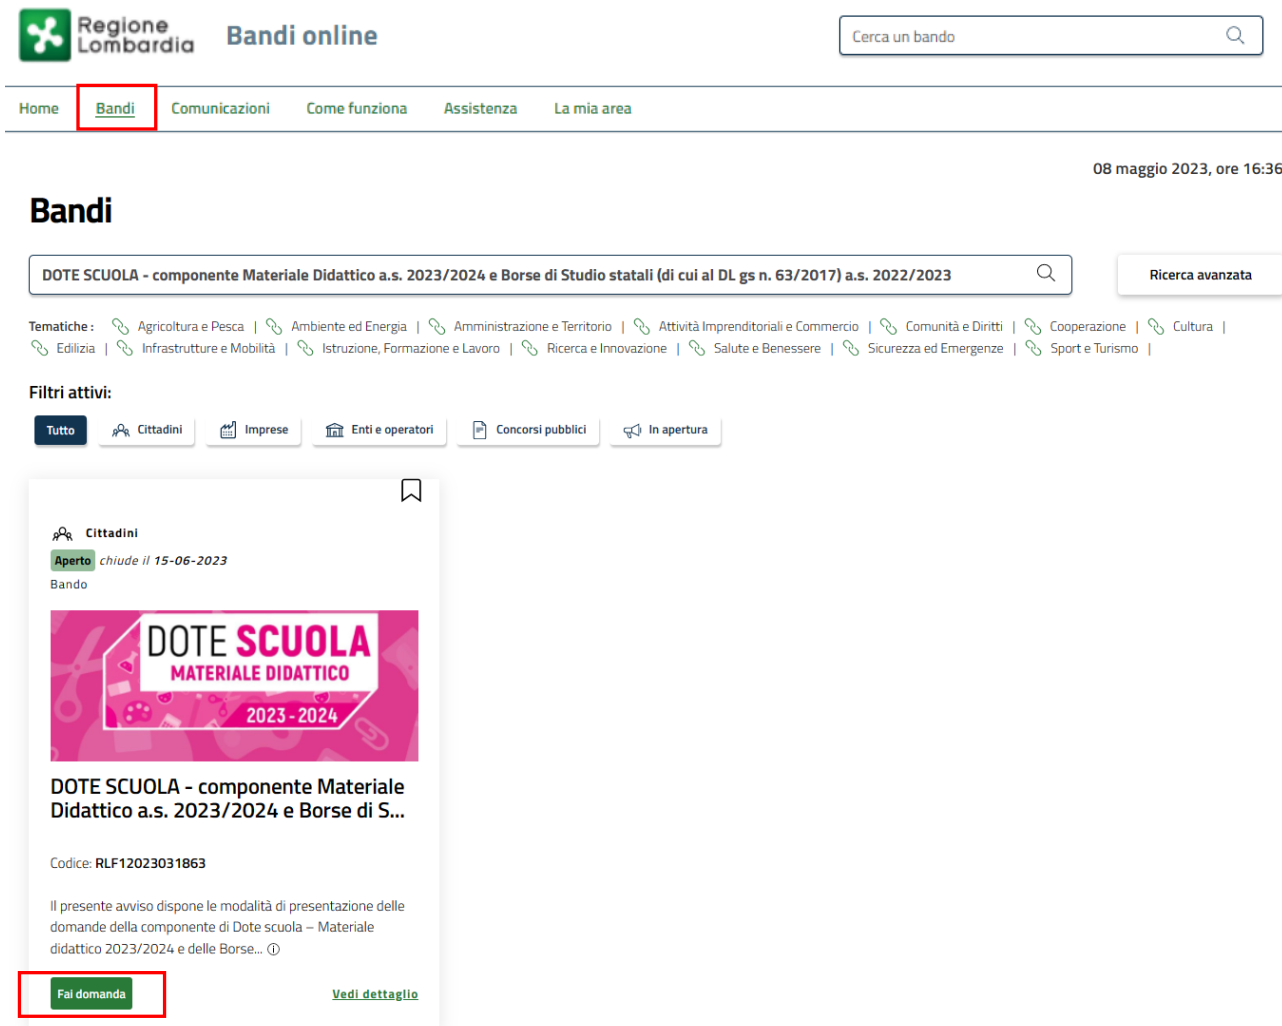 Regione
Lombardia
Bandi online
Cerca un bando
Home Bandi Comunicazioni Come funziona Assistenza La mia area
08 maggio 2023, ore 16:36
Bandi
DOTE SCUOLA - componente Materiale Didattico a.s. 2023/2024 e Borse di Studio statali (di cui al DL gs n. 63/2017) a.s. 2022/2023
Ricerca avanzata
Tematiche : Agricoltura e Pesca | Ambiente ed Energia | Amministrazione e Territorio | Attività Imprenditoriali e Commercio | Comunità e Diritti | Cooperazione | Cultura |
Edilizia | Infrastrutture e Mobilità | Istruzione, Formazione e Lavoro | Ricerca e Innovazione | Salute e Benessere | Sicurezza ed Emergenze | Sport e Turismo |
Filtri attivi:
Tutto Cittadini Imprese Enti e operatori Concorsi pubblici In apertura
Cittadini
Aperto chiude il 15-06-2023
Bando
DOTE SCUOLA
MATERIALE DIDATTICO
2023-2024
DOTE SCUOLA - componente Materiale
Didattico a.s. 2023/2024 e Borse di S...
Codice: RLF12023031863
Il presente avviso dispone le modalità di presentazione delle
domande della componente di Dote scuola – Materiale
didattico 2023/2024 e delle Borse...
Fai domanda Vedi dettaglio